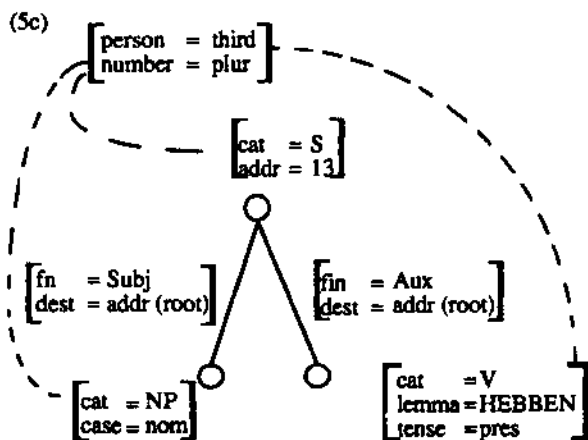 (5c)
person = third
number = plur
cat = S
addr = 13
fn = Subj
dest = addr (root)
fin = Aux
dest = addr (root)
cat = NP
case = nom
cat = V
lemma = HEBBEN
tense = pres